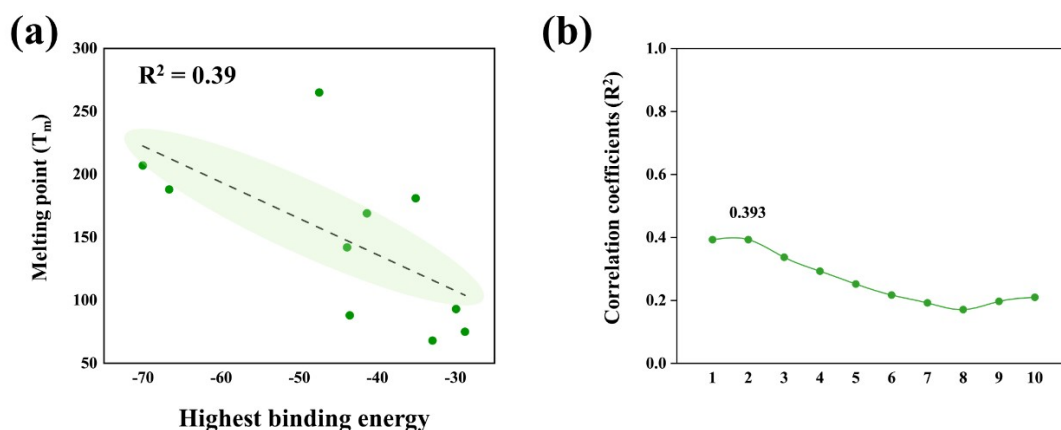 (a)
R² = 0.39
Melting point (Tₘ)
300
250
200
150
100
50
-70 -60 -50 -40 -30
Highest binding energy
(b)
Correlation coefficients (R²)
1.0
0.8
0.6
0.4
0.2
0.0
0.393
1 2 3 4 5 6 7 8 9 10